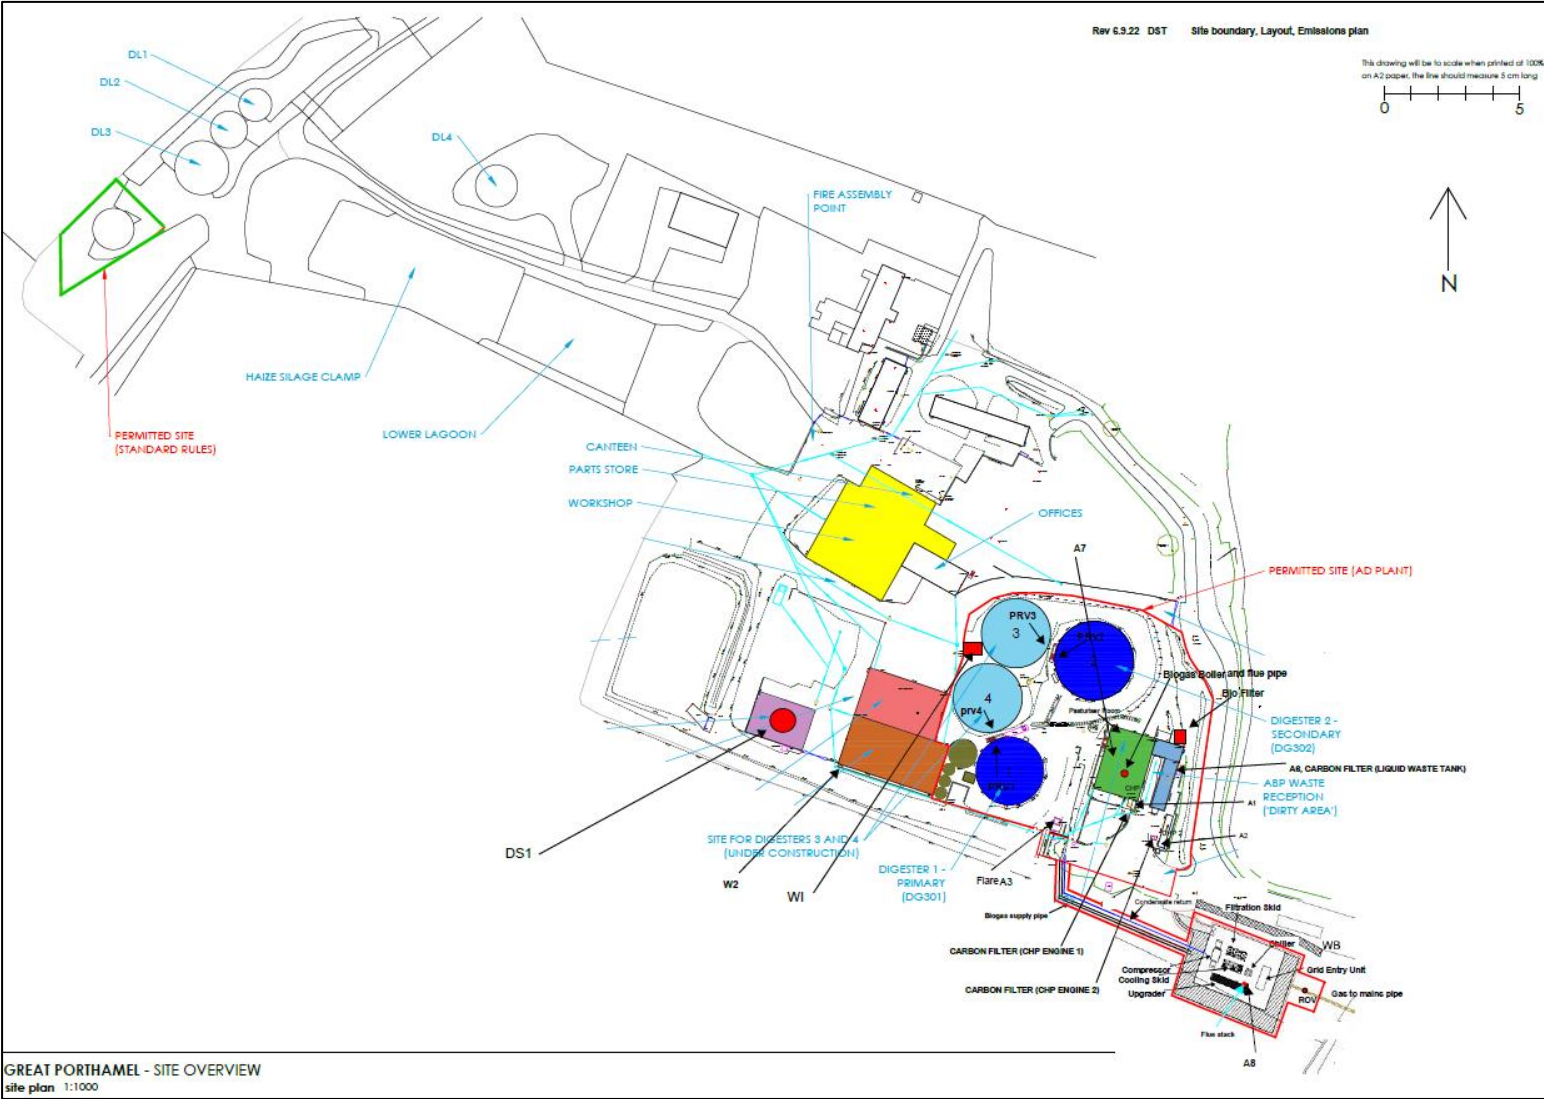 Rev 6.9.22 DST Site boundary, Layout, Emissions plan
This drawing will be to scale when printed at 100%
on A2 paper, the line should measure 5 cm long
0 5
N
DL1
DL2
DL3
DL4
FIRE ASSEMBLY
POINT
HAIZE SILAGE CLAMP
LOWER LAGOON
PERMITTED SITE
(STANDARD RULES)
CANTEEN
PARTS STORE
WORKSHOP
OFFICES
A7
PERMITTED SITE (AD PLANT)
PRV3
3
4
prv4
Biogas Boiler and flue pipe
Bio Filter
Pasturiser Room
DIGESTER 2 -
SECONDARY
(DG302)
A6, CARBON FILTER (LIQUID WASTE TANK)
ABP WASTE
RECEPTION
('DIRTY AREA')
CHP
A1
A2
SITE FOR DIGESTERS 3 AND 4
(UNDER CONSTRUCTION)
DS1
W2
WI
DIGESTER 1 -
PRIMARY
(DG301)
Flare A3
Biogas supply pipe
Condensate return
CARBON FILTER (CHP ENGINE 1)
CARBON FILTER (CHP ENGINE 2)
Filtration Skid
Chiller
WB
Compressor
Cooling Skid
Upgrader
Grid Entry Unit
ROV
Gas to mains pipe
Flue stack
A8
GREAT PORTHAMEL - SITE OVERVIEW
site plan 1:1000